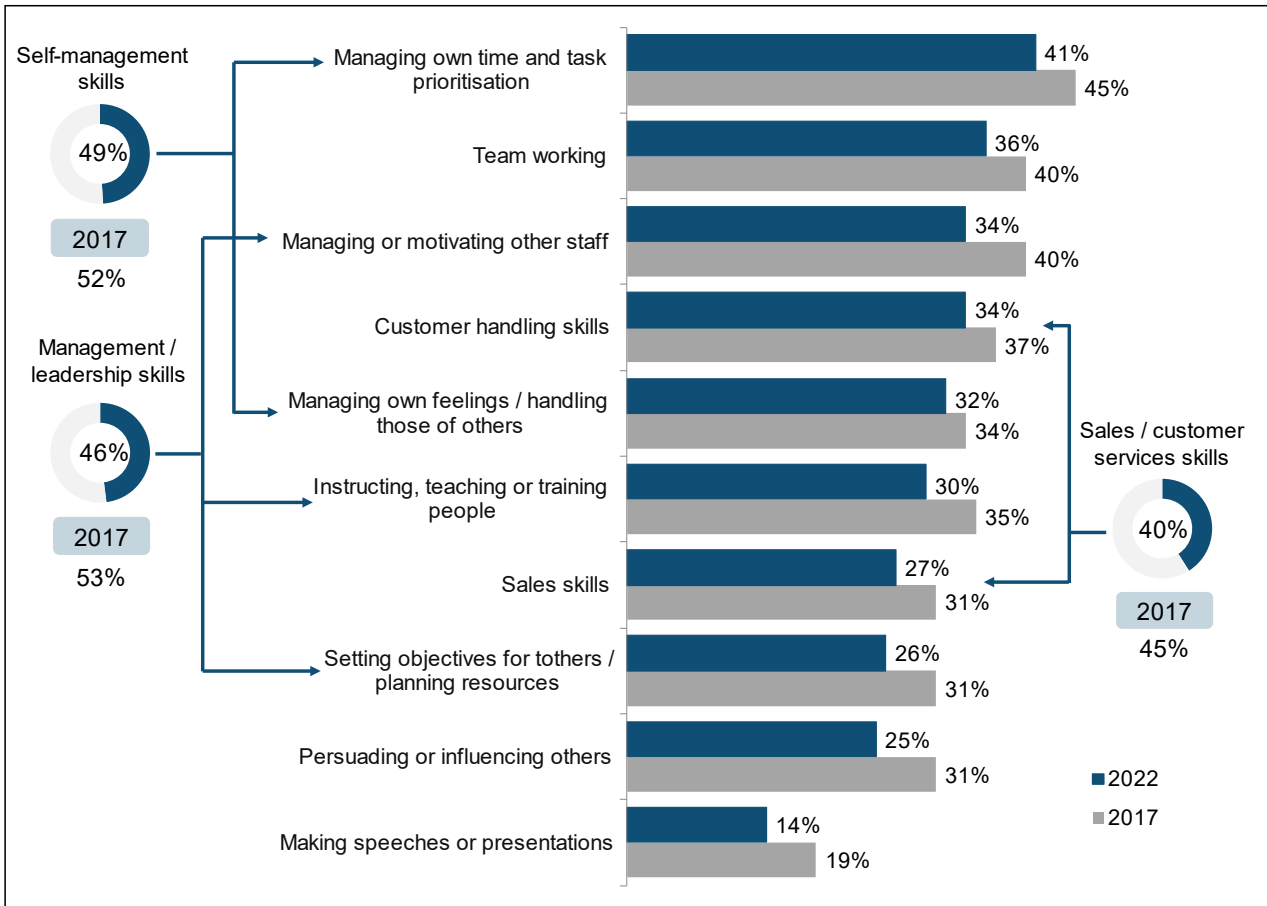 Self-management
skills
49%
2017
52%
Management /
leadership skills
46%
2017
53%
Managing own time and task
prioritisation
41%
45%
Team working
36%
40%
Managing or motivating other staff
34%
40%
Customer handling skills
34%
37%
Managing own feelings / handling
those of others
32%
34%
Instructing, teaching or training
people
30%
35%
Sales skills
27%
31%
Setting objectives for tothers /
planning resources
26%
31%
Persuading or influencing others
25%
31%
Making speeches or presentations
14%
19%
Sales / customer
services skills
40%
2017
45%
2022
2017